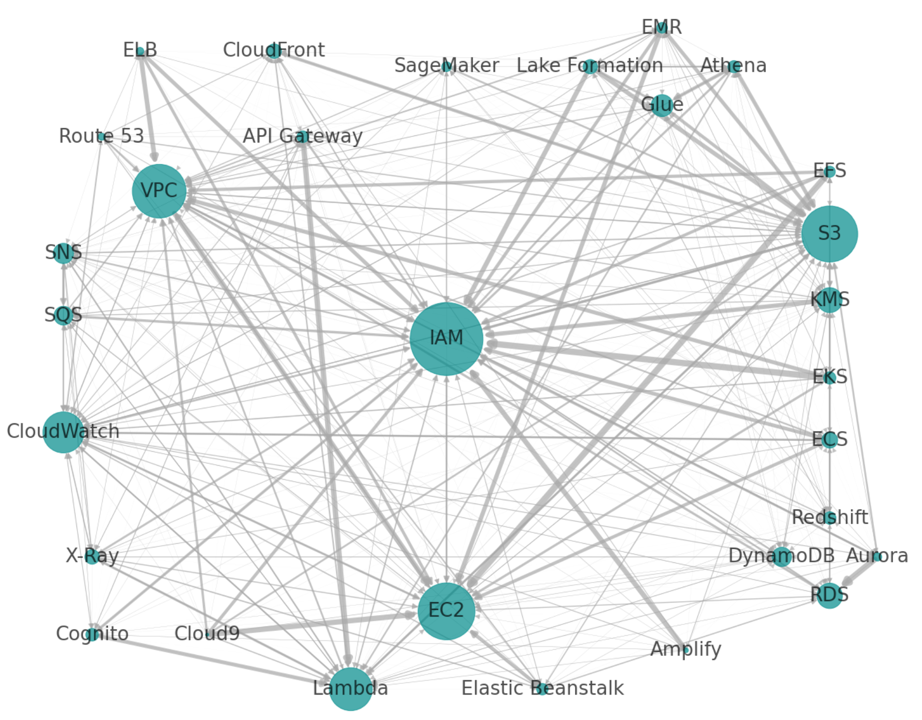 EMR
ELB
CloudFront
SageMaker
Lake Formation
Athena
Glue
Route 53
API Gateway
EFS
VPC
S3
SNS
KMS
SQS
IAM
EKS
CloudWatch
ECS
Redshift
X-Ray
DynamoDB
Aurora
RDS
EC2
Cognito
Cloud9
Amplify
Lambda
Elastic Beanstalk